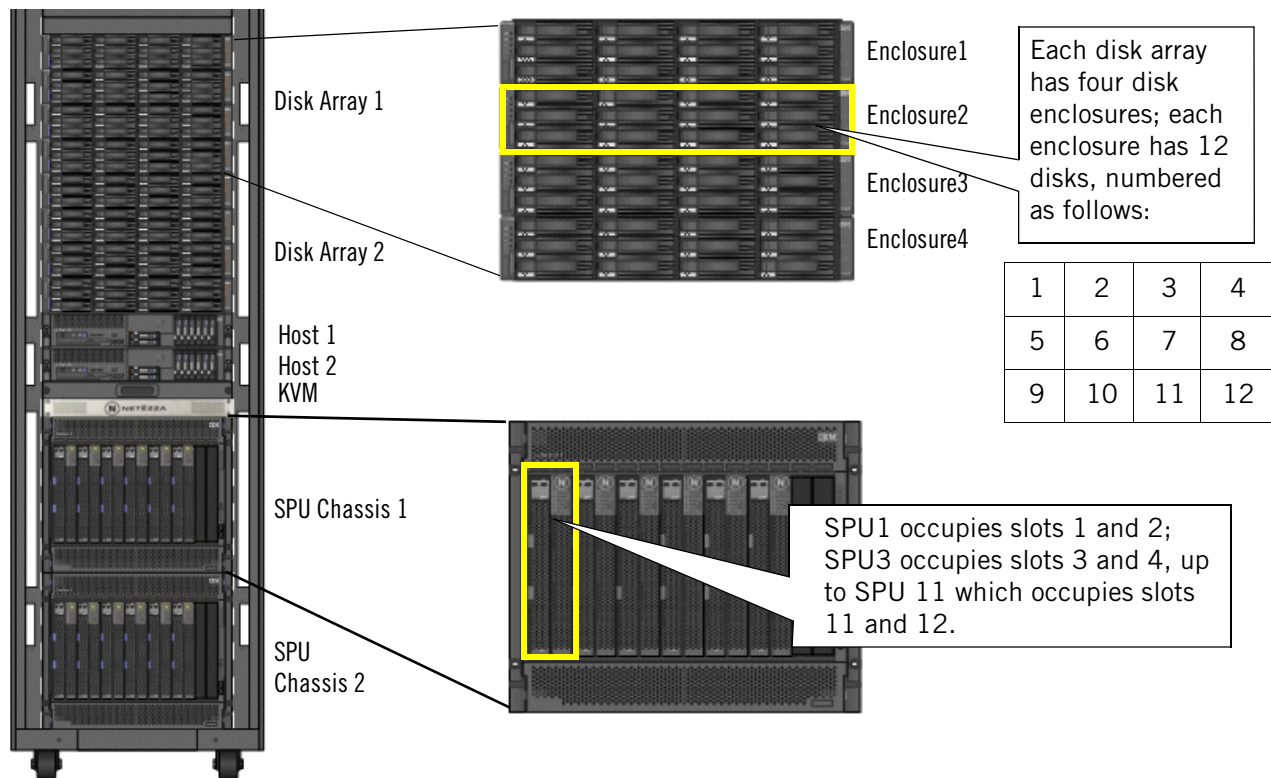 Disk Array 1
Disk Array 2
Host 1
Host 2
KVM
NETEZZA
SPU Chassis 1
SPU
Chassis 2
Enclosure1
Enclosure2
Enclosure3
Enclosure4
Each disk array
has four disk
enclosures; each
enclosure has 12
disks, numbered
as follows:
1 2 3 4
5 6 7 8
9 10 11 12
IBM
SPU1 occupies slots 1 and 2;
SPU3 occupies slots 3 and 4, up
to SPU 11 which occupies slots
11 and 12.